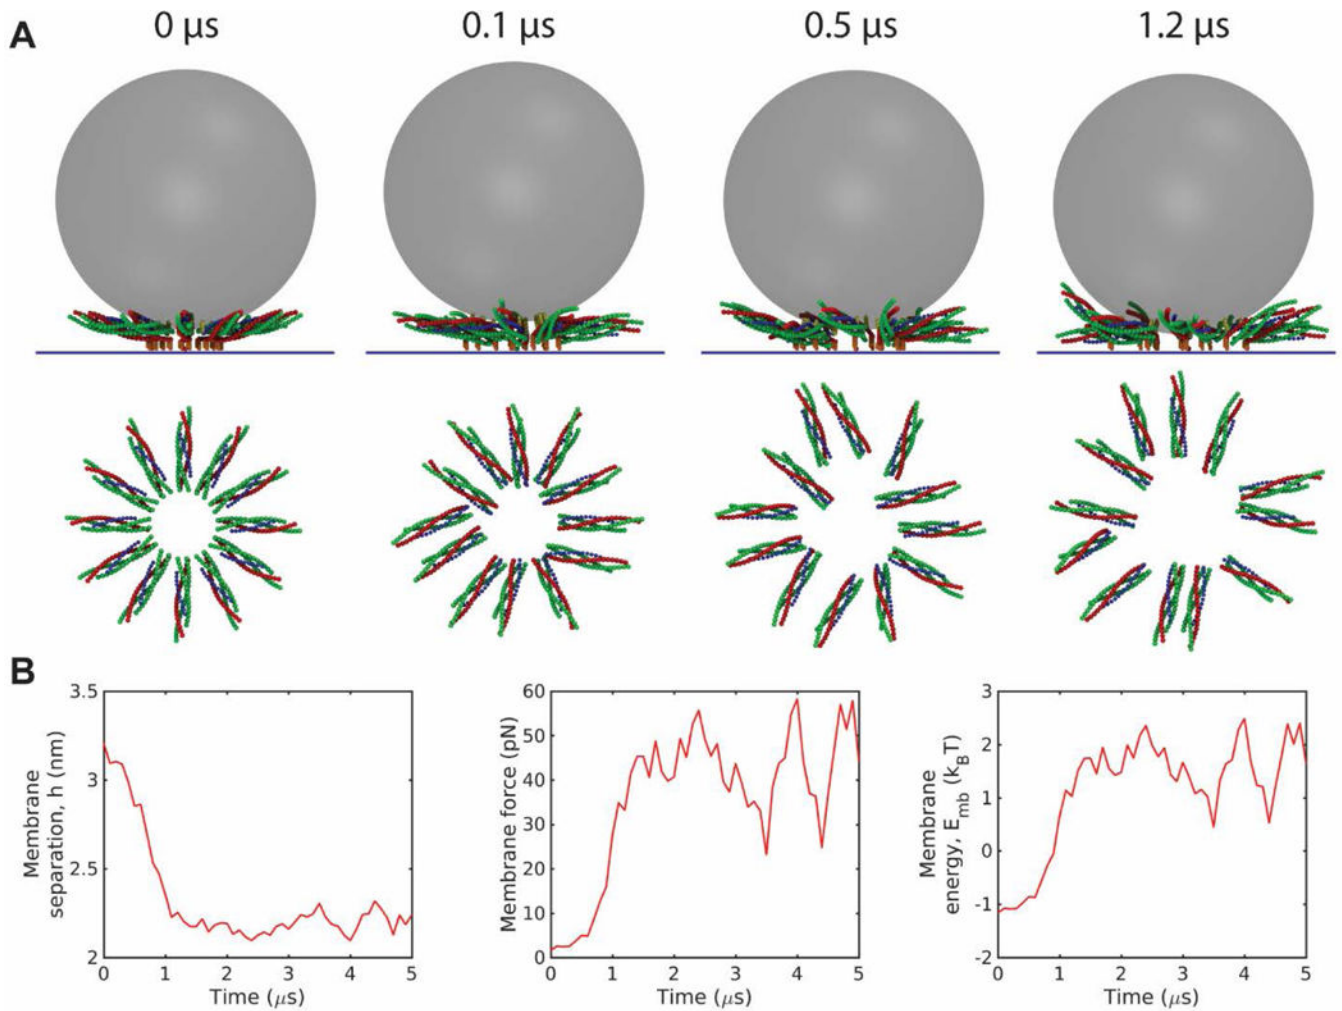 A
0 μs
0.1 μs
0.5 μs
1.2 μs
B
3.5
3
2.5
2
0
1
2
3
4
5
Membrane
separation, h (nm)
Time (μs)
60
50
40
30
20
10
0
0
1
2
3
4
5
Membrane force (pN)
Time (μs)
3
2
1
0
-1
-2
0
1
2
3
4
5
Membrane
energy, E_mb (k_BT)
Time (μs)